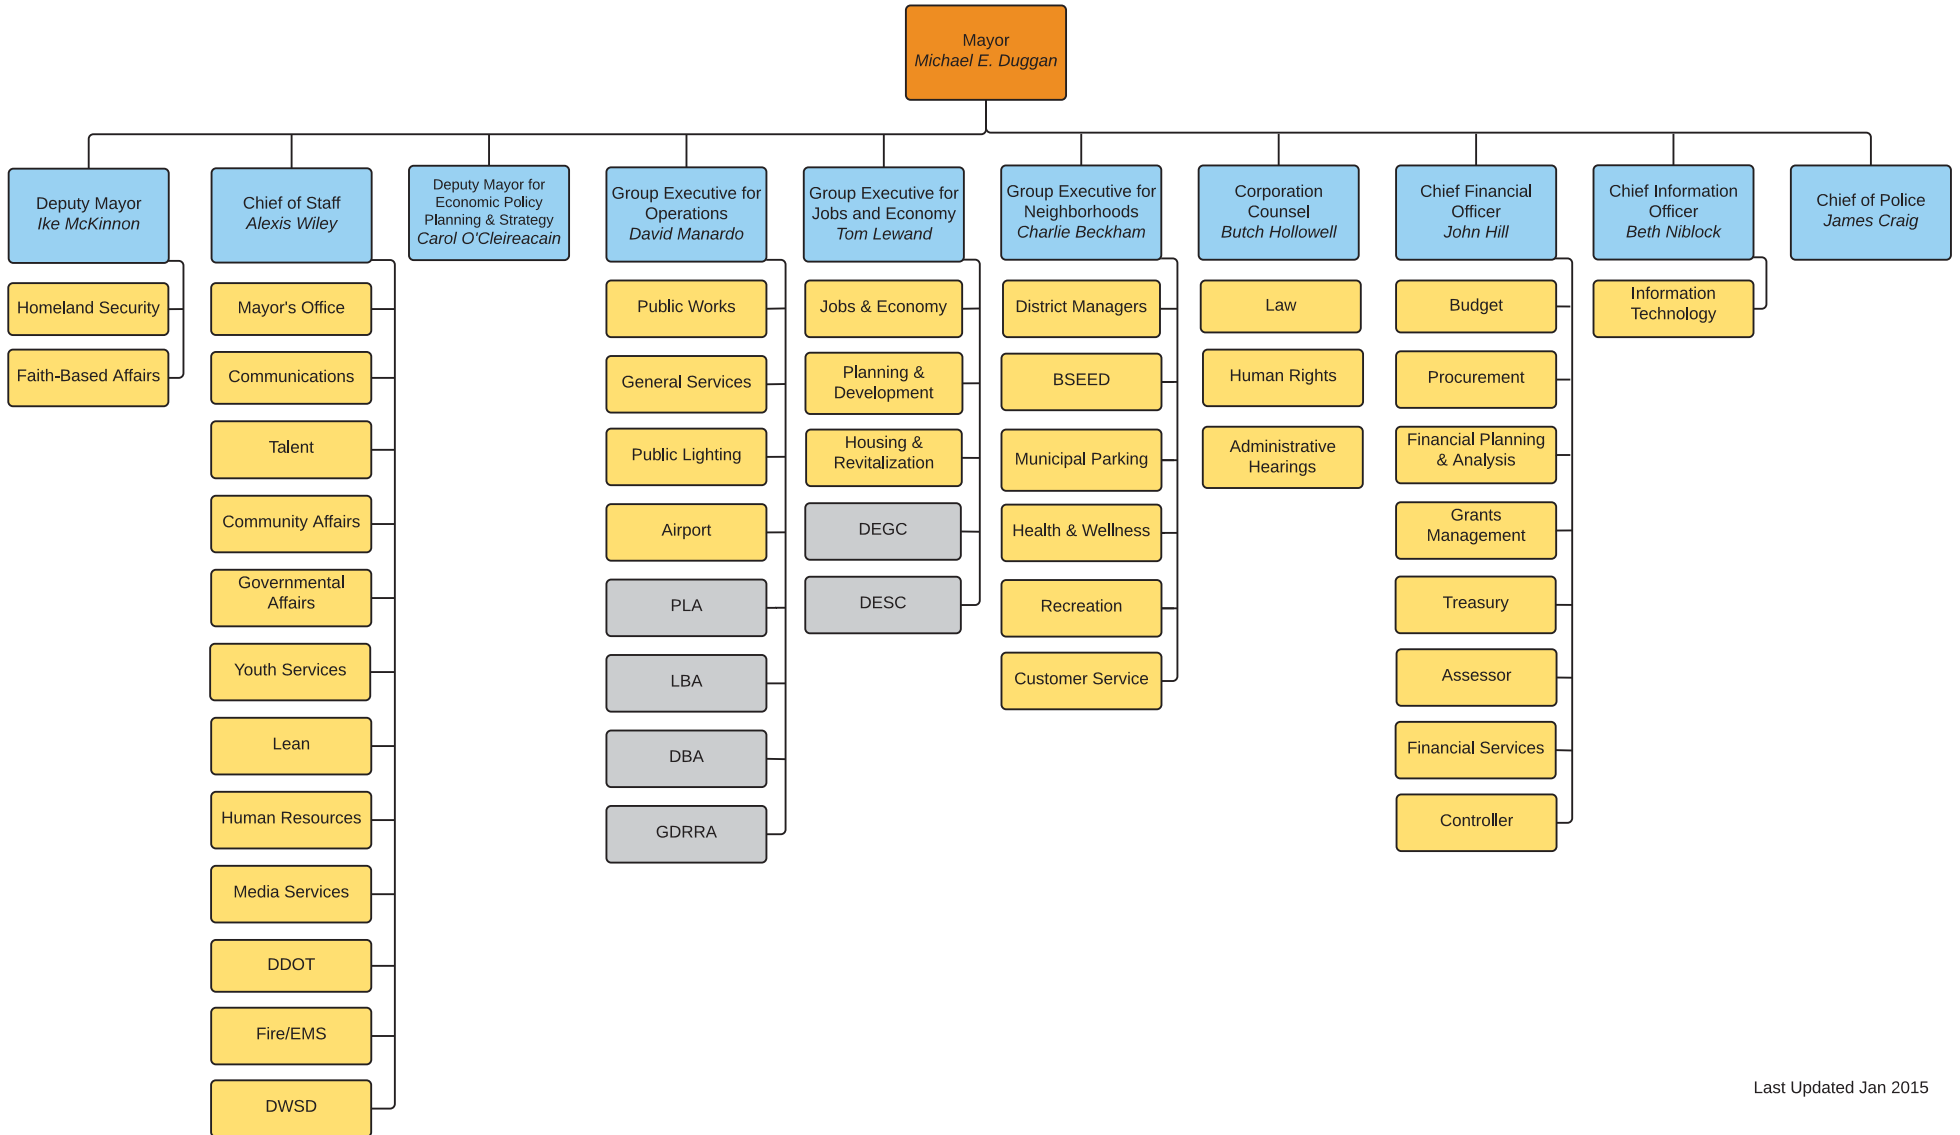 Mayor
Michael E. Duggan
Deputy Mayor
Ike McKinnon
Homeland Security
Faith-Based Affairs
Chief of Staff
Alexis Wiley
Mayor's Office
Communications
Talent
Community Affairs
Governmental
Affairs
Youth Services
Lean
Human Resources
Media Services
DDOT
Fire/EMS
DWSD
Deputy Mayor for
Economic Policy
Planning & Strategy
Carol O'Cleireacain
Group Executive for
Operations
David Manardo
Public Works
General Services
Public Lighting
Airport
PLA
LBA
DBA
GDRRA
Group Executive for
Jobs and Economy
Tom Lewand
Jobs & Economy
Planning &
Development
Housing &
Revitalization
DEGC
DESC
Group Executive for
Neighborhoods
Charlie Beckham
District Managers
BSEED
Municipal Parking
Health & Wellness
Recreation
Customer Service
Corporation
Counsel
Butch Hollowell
Law
Human Rights
Administrative
Hearings
Chief Financial
Officer
John Hill
Budget
Procurement
Financial Planning
& Analysis
Grants
Management
Treasury
Assessor
Financial Services
Controller
Chief Information
Officer
Beth Niblock
Information
Technology
Chief of Police
James Craig
Last Updated Jan 2015